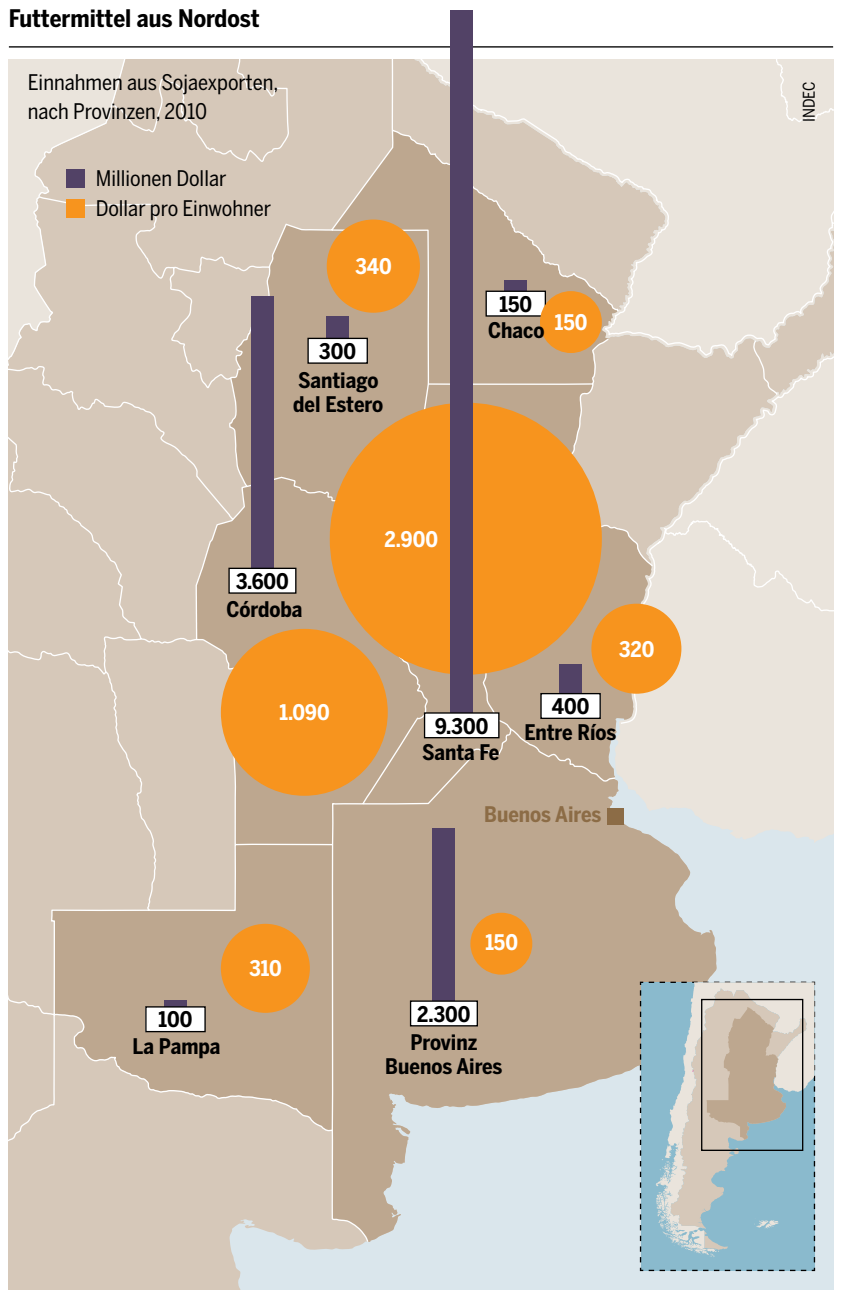 Futtermittel aus Nordost
Einnahmen aus Sojaexporten,
nach Provinzen, 2010
INDEC
Millionen Dollar
Dollar pro Einwohner
340
150
Chaco
150
300
Santiago
del Estero
2.900
3.600
Córdoba
320
1.090
400
Entre Ríos
9.300
Santa Fe
Buenos Aires
150
310
100
La Pampa
2.300
Provinz
Buenos Aires